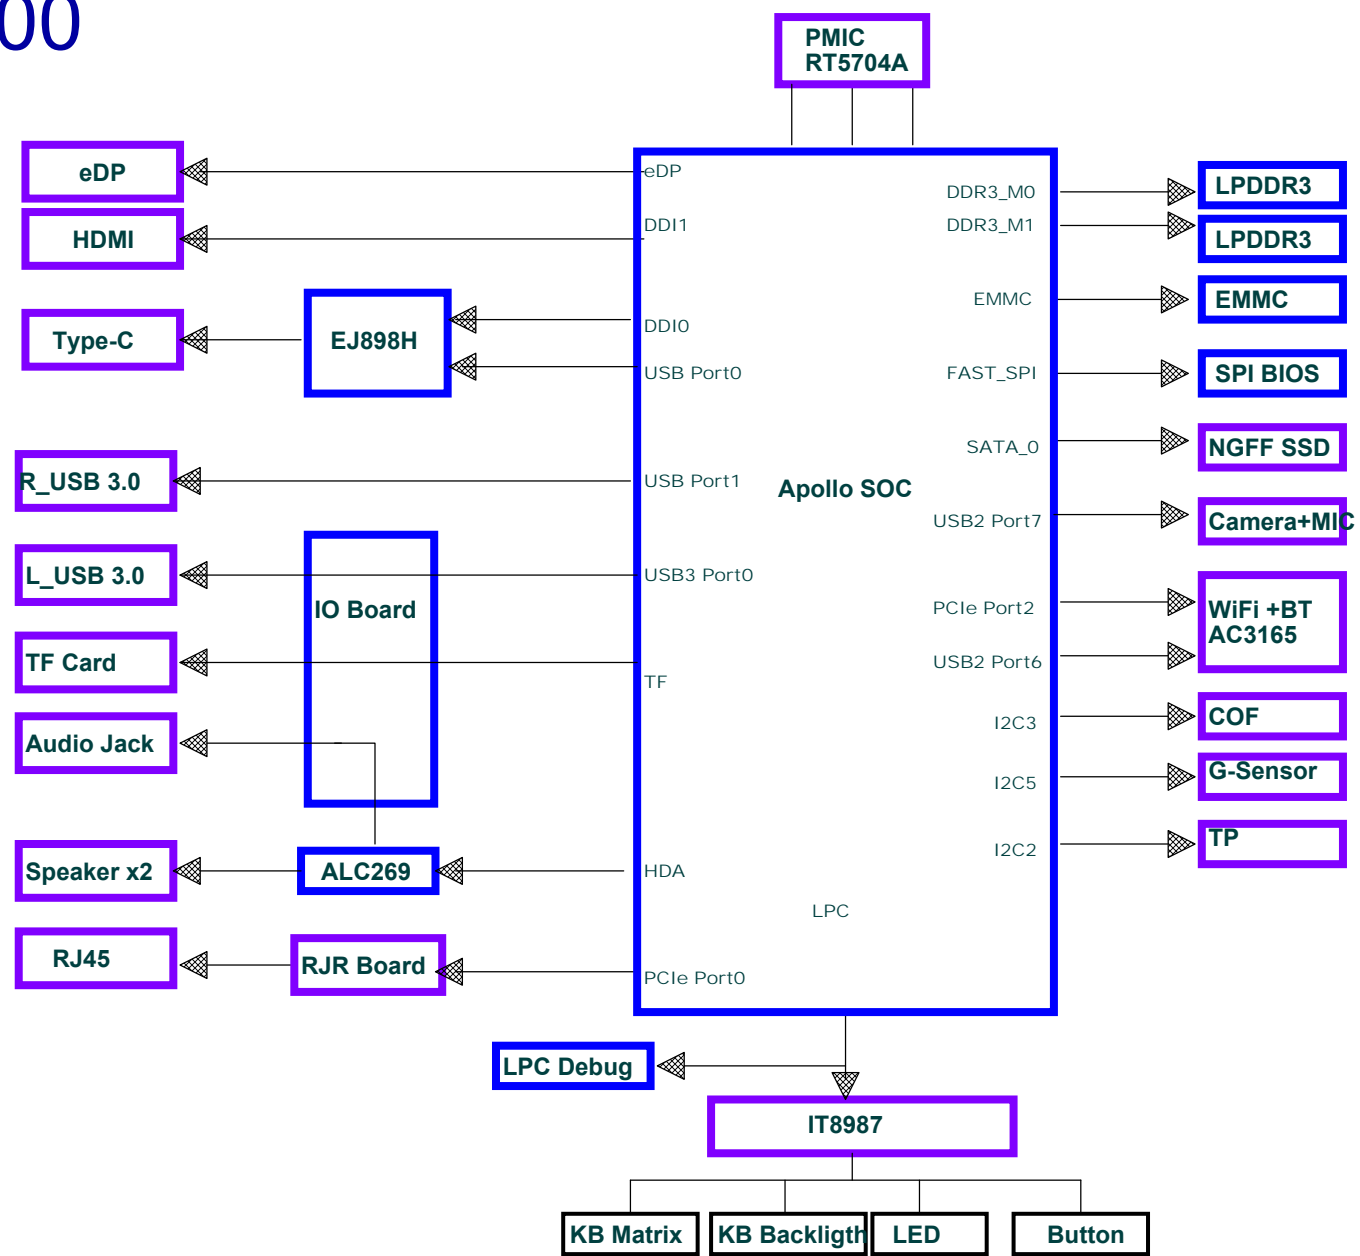 00
PMIC
RT5704A
eDP
HDMI
Type-C
EJ898H
R_USB 3.0
L_USB 3.0
IO Board
TF Card
Audio Jack
Speaker x2
ALC269
RJ45
RJR Board
eDP
DDI1
DDI0
USB Port0
USB Port1
USB3 Port0
TF
HDA
PCIe Port0
Apollo SOC
LPC
DDR3_M0
DDR3_M1
EMMC
FAST_SPI
SATA_0
USB2 Port7
PCIe Port2
USB2 Port6
I2C3
I2C5
I2C2
LPDDR3
LPDDR3
EMMC
SPI BIOS
NGFF SSD
Camera+MIC
WiFi +BT
AC3165
COF
G-Sensor
TP
LPC Debug
IT8987
KB Matrix
KB Backligth
LED
Button